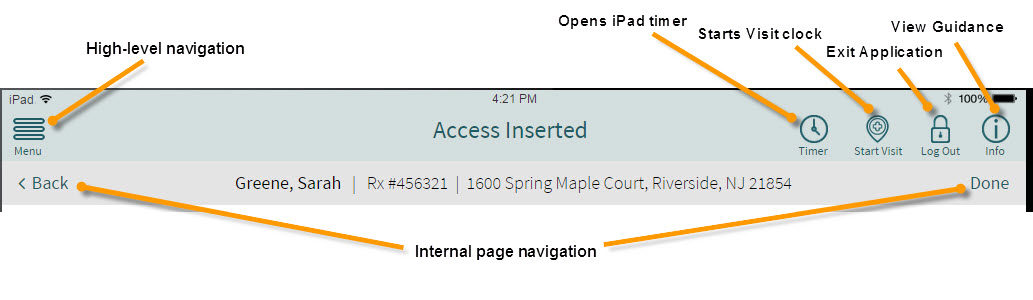 Opens iPad timer
View Guidance
Starts Visit clock
High-level navigation
Exit Application
iPad
4:21 PM
100%
Access Inserted
Menu
Timer
Start Visit
Log Out
Info
< Back
Greene, Sarah | Rx #456321 | 1600 Spring Maple Court, Riverside, NJ 21854
Done
Internal page navigation